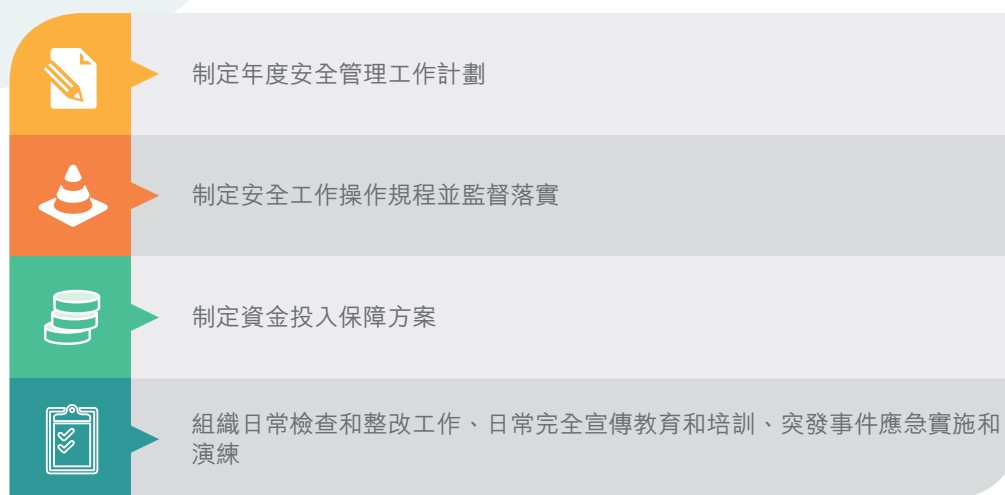 制定年度安全管理工作計劃
制定安全工作操作規程並監督落實
制定資金投入保障方案
組織日常檢查和整改工作、日常完全宣傳教育和培訓、突發事件應急實施和
演練